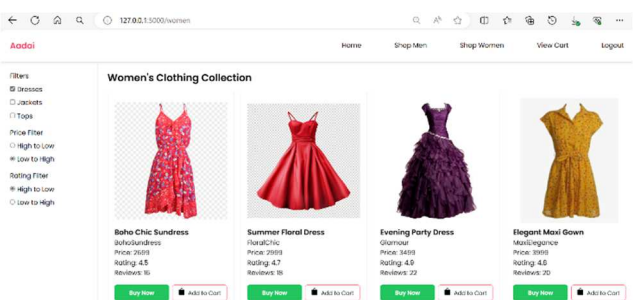 127.0.0.1:5000/women
Aadai
Home
Shop Men
Shop Women
View Cart
Logout
Filters
Dresses
Jackets
Tops
Price Filter
High to Low
Low to High
Rating Filter
High to Low
Low to High
Women's Clothing Collection
Boho Chic Sundress
BohoSundress
Price: 2699
Rating: 4.5
Reviews: 16
Buy Now
Add to Cart
Summer Floral Dress
FloralChic
Price: 2999
Rating: 4.7
Reviews: 18
Buy Now
Add to Cart
Evening Party Dress
Glamour
Price: 3499
Rating: 4.9
Reviews: 22
Buy Now
Add to Cart
Elegant Maxi Gown
MaxiElegance
Price: 3999
Rating: 4.6
Reviews: 20
Buy Now
Add to Cart